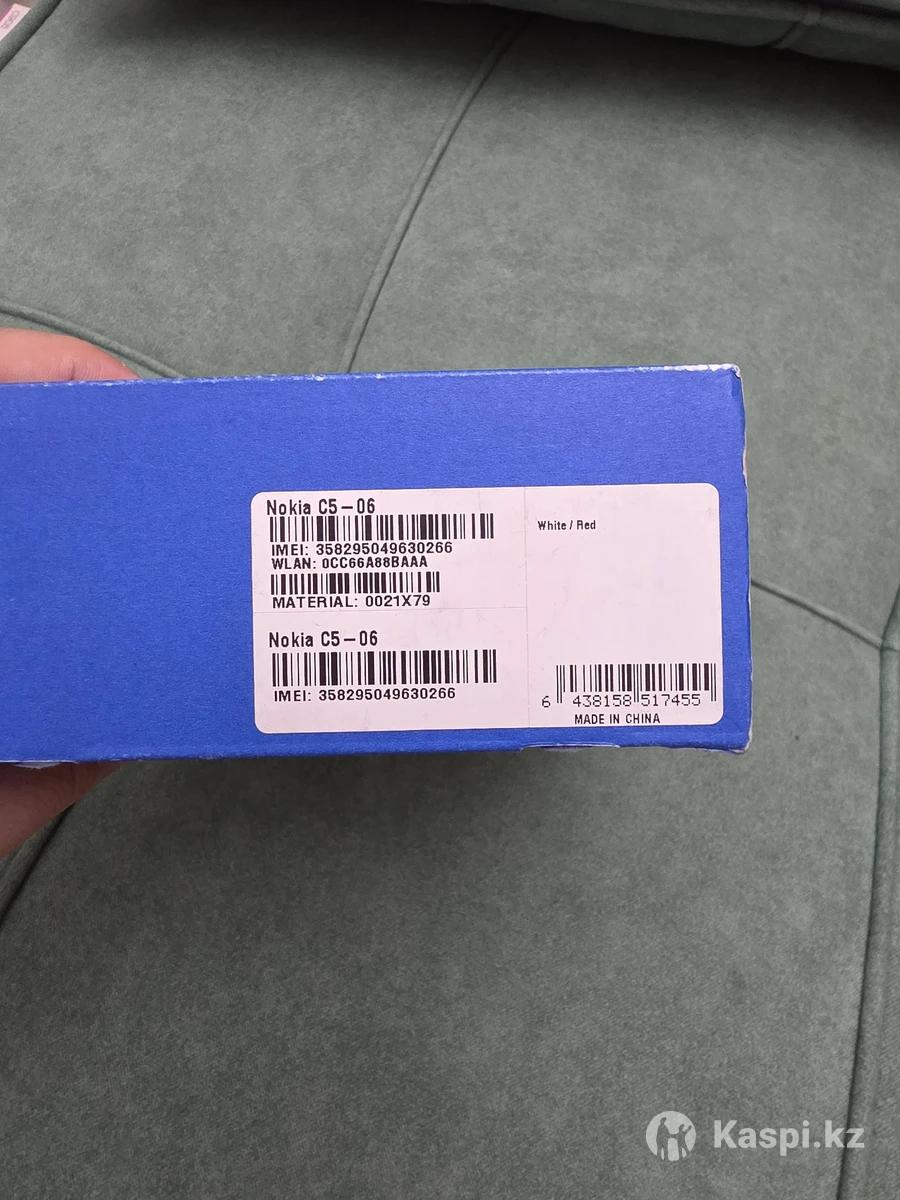 Nokia C5-06
IMEI: 358295049630266
WLAN: 0CC66A88BAAA
MATERIAL: 0021X79
Nokia C5-06
IMEI: 358295049630266
White / Red
6 438158 517455
MADE IN CHINA
Kaspi.kz